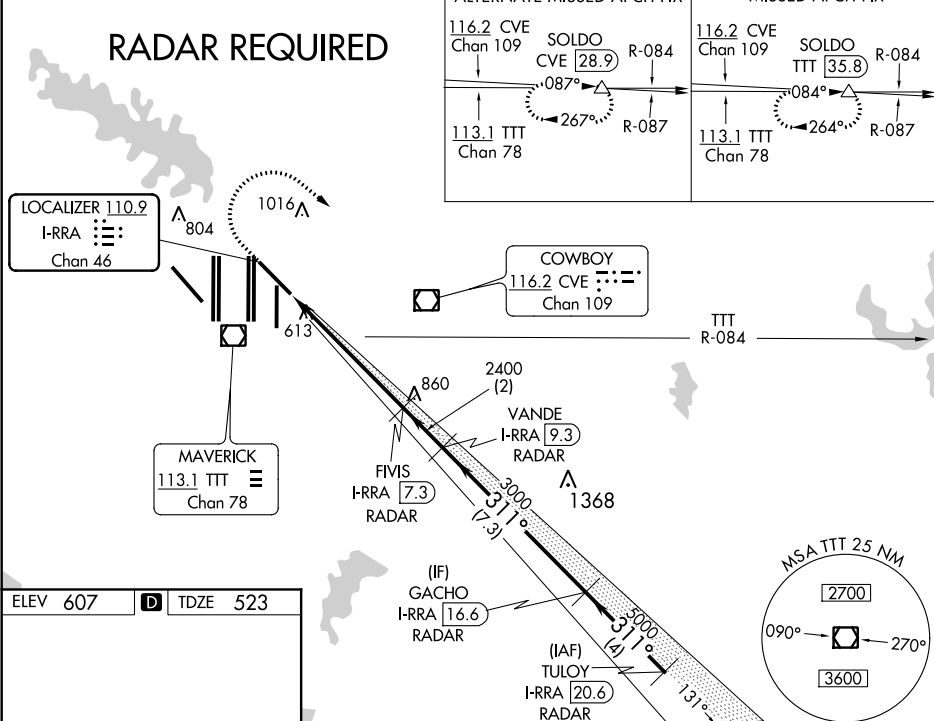 ALTERNATE MISSED APCH FIX
MISSED APCH FIX
RADAR REQUIRED
116.2 CVE
Chan 109
SOLDO
CVE 28.9
R-084
087°
267°
R-087
113.1 TTT
Chan 78
116.2 CVE
Chan 109
SOLDO
TTT 35.8
R-084
084°
264°
R-087
113.1 TTT
Chan 78
LOCALIZER 110.9
I-RRA
Chan 46
804
1016
COWBOY
116.2 CVE
Chan 109
613
TTT
R-084
860
2400
(2)
VANDE
I-RRA 9.3
RADAR
MAVERICK
113.1 TTT
Chan 78
FIVIS
I-RRA 7.3
RADAR
3000
311°
(7.3)
1368
(IF)
GACHO
I-RRA 16.6
RADAR
5000
311°
(4)
(IAF)
TULOY
I-RRA 20.6
RADAR
131°
MSA TTT 25 NM
2700
090°
270°
3600
ELEV 607 D TDZE 523